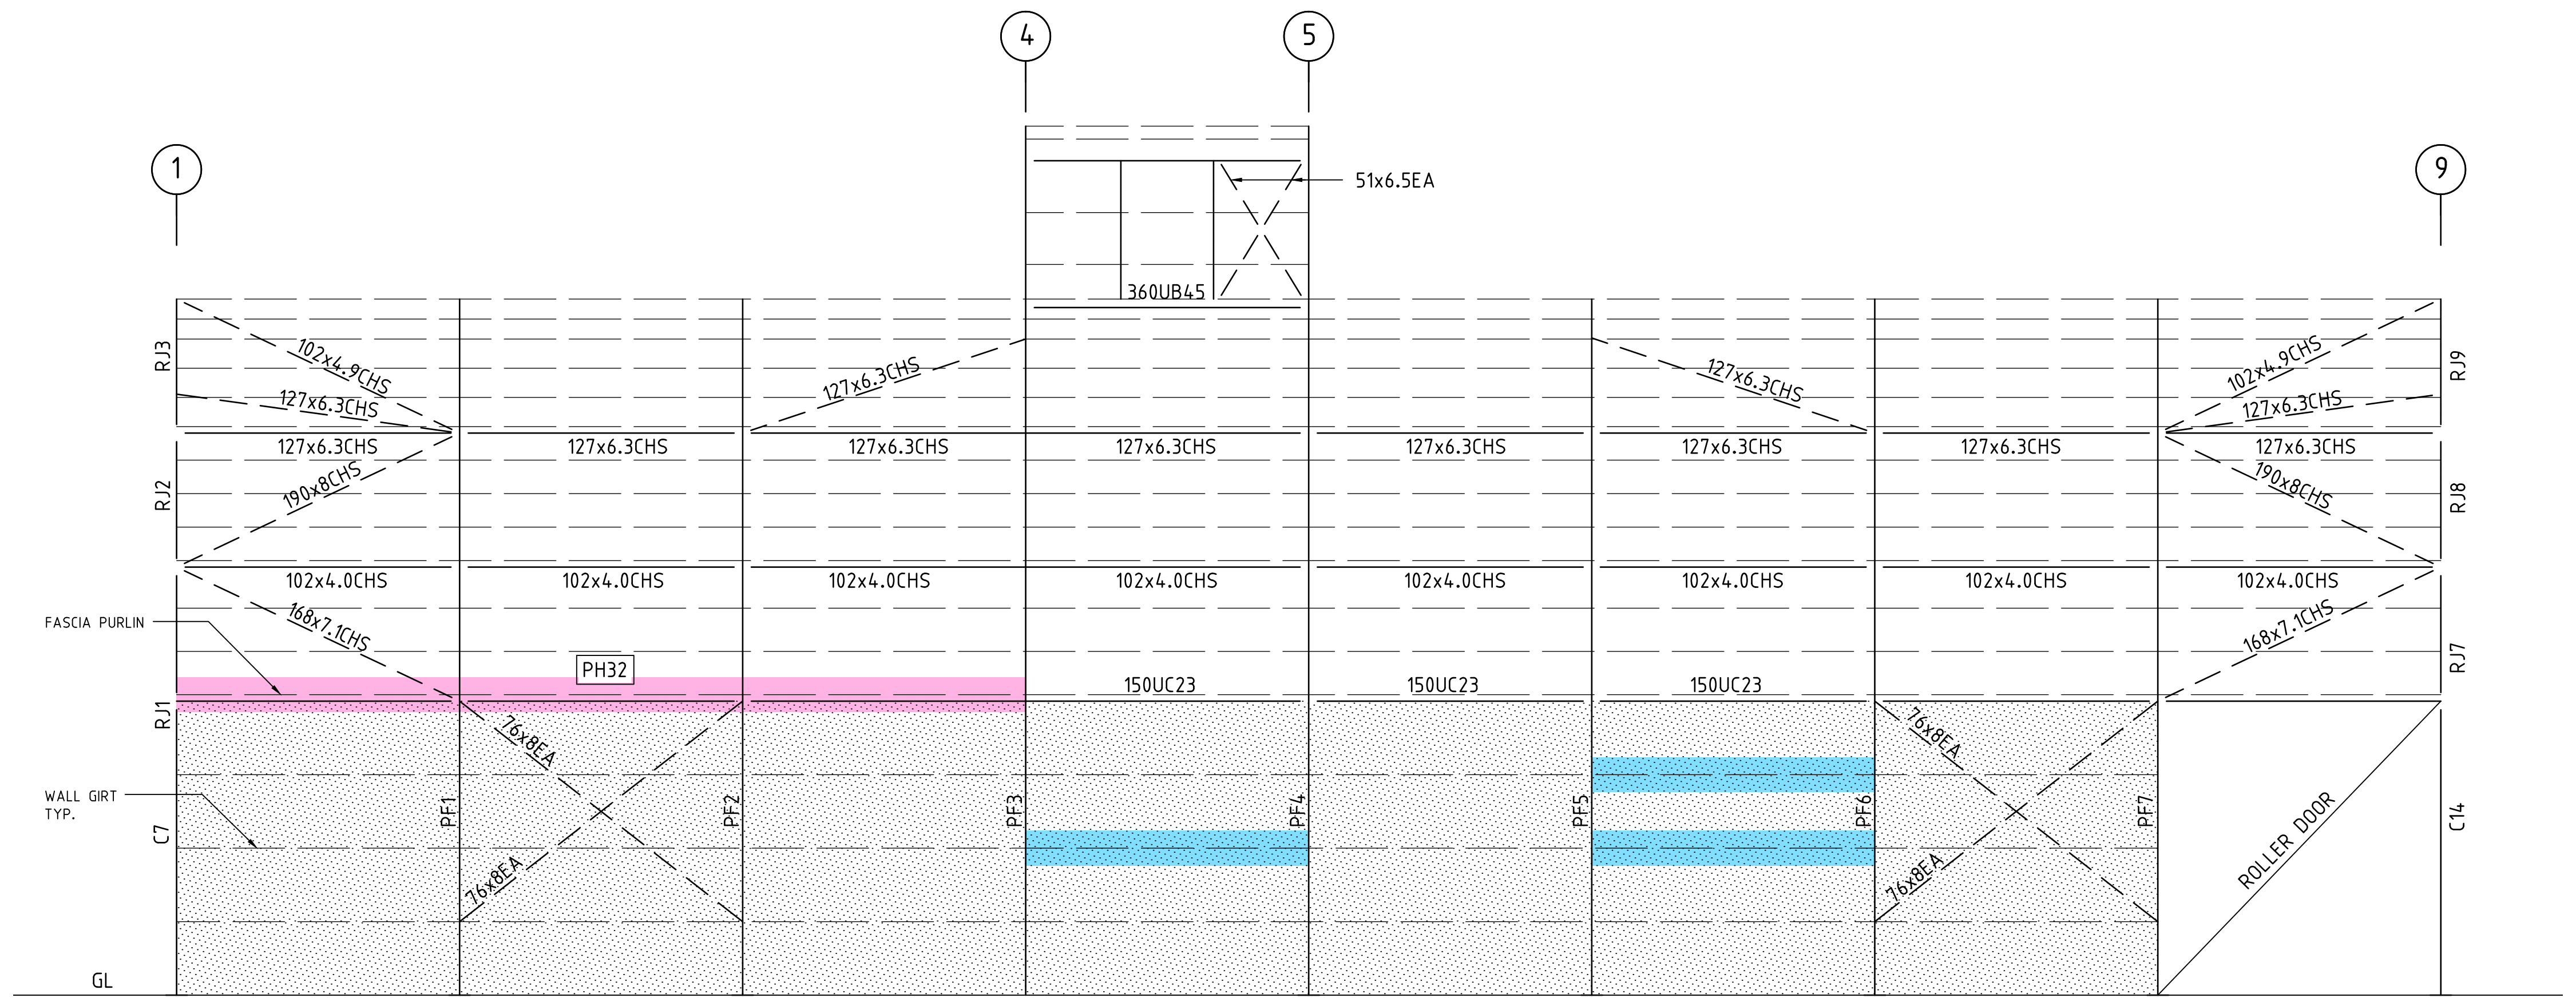 4
5
1
9
51x6.5EA
360UB45
RJ3
102x4.9CHS
127x6.3CHS
127x6.3CHS
127x6.3CHS
102x4.9CHS
127x6.3CHS
RJ9
127x6.3CHS
127x6.3CHS
127x6.3CHS
127x6.3CHS
127x6.3CHS
127x6.3CHS
127x6.3CHS
127x6.3CHS
RJ2
190x8CHS
190x8CHS
RJ8
102x4.0CHS
102x4.0CHS
102x4.0CHS
102x4.0CHS
102x4.0CHS
102x4.0CHS
102x4.0CHS
102x4.0CHS
FASCIA PURLIN
168x7.1CHS
168x7.1CHS
RJ7
PH32
150UC23
150UC23
150UC23
RJ1
76x8EA
76x8EA
WALL GIRT
TYP.
C7
PF1
PF2
PF3
PF4
PF5
PF6
PF7
C14
76x8EA
76x8EA
ROLLER DOOR
GL